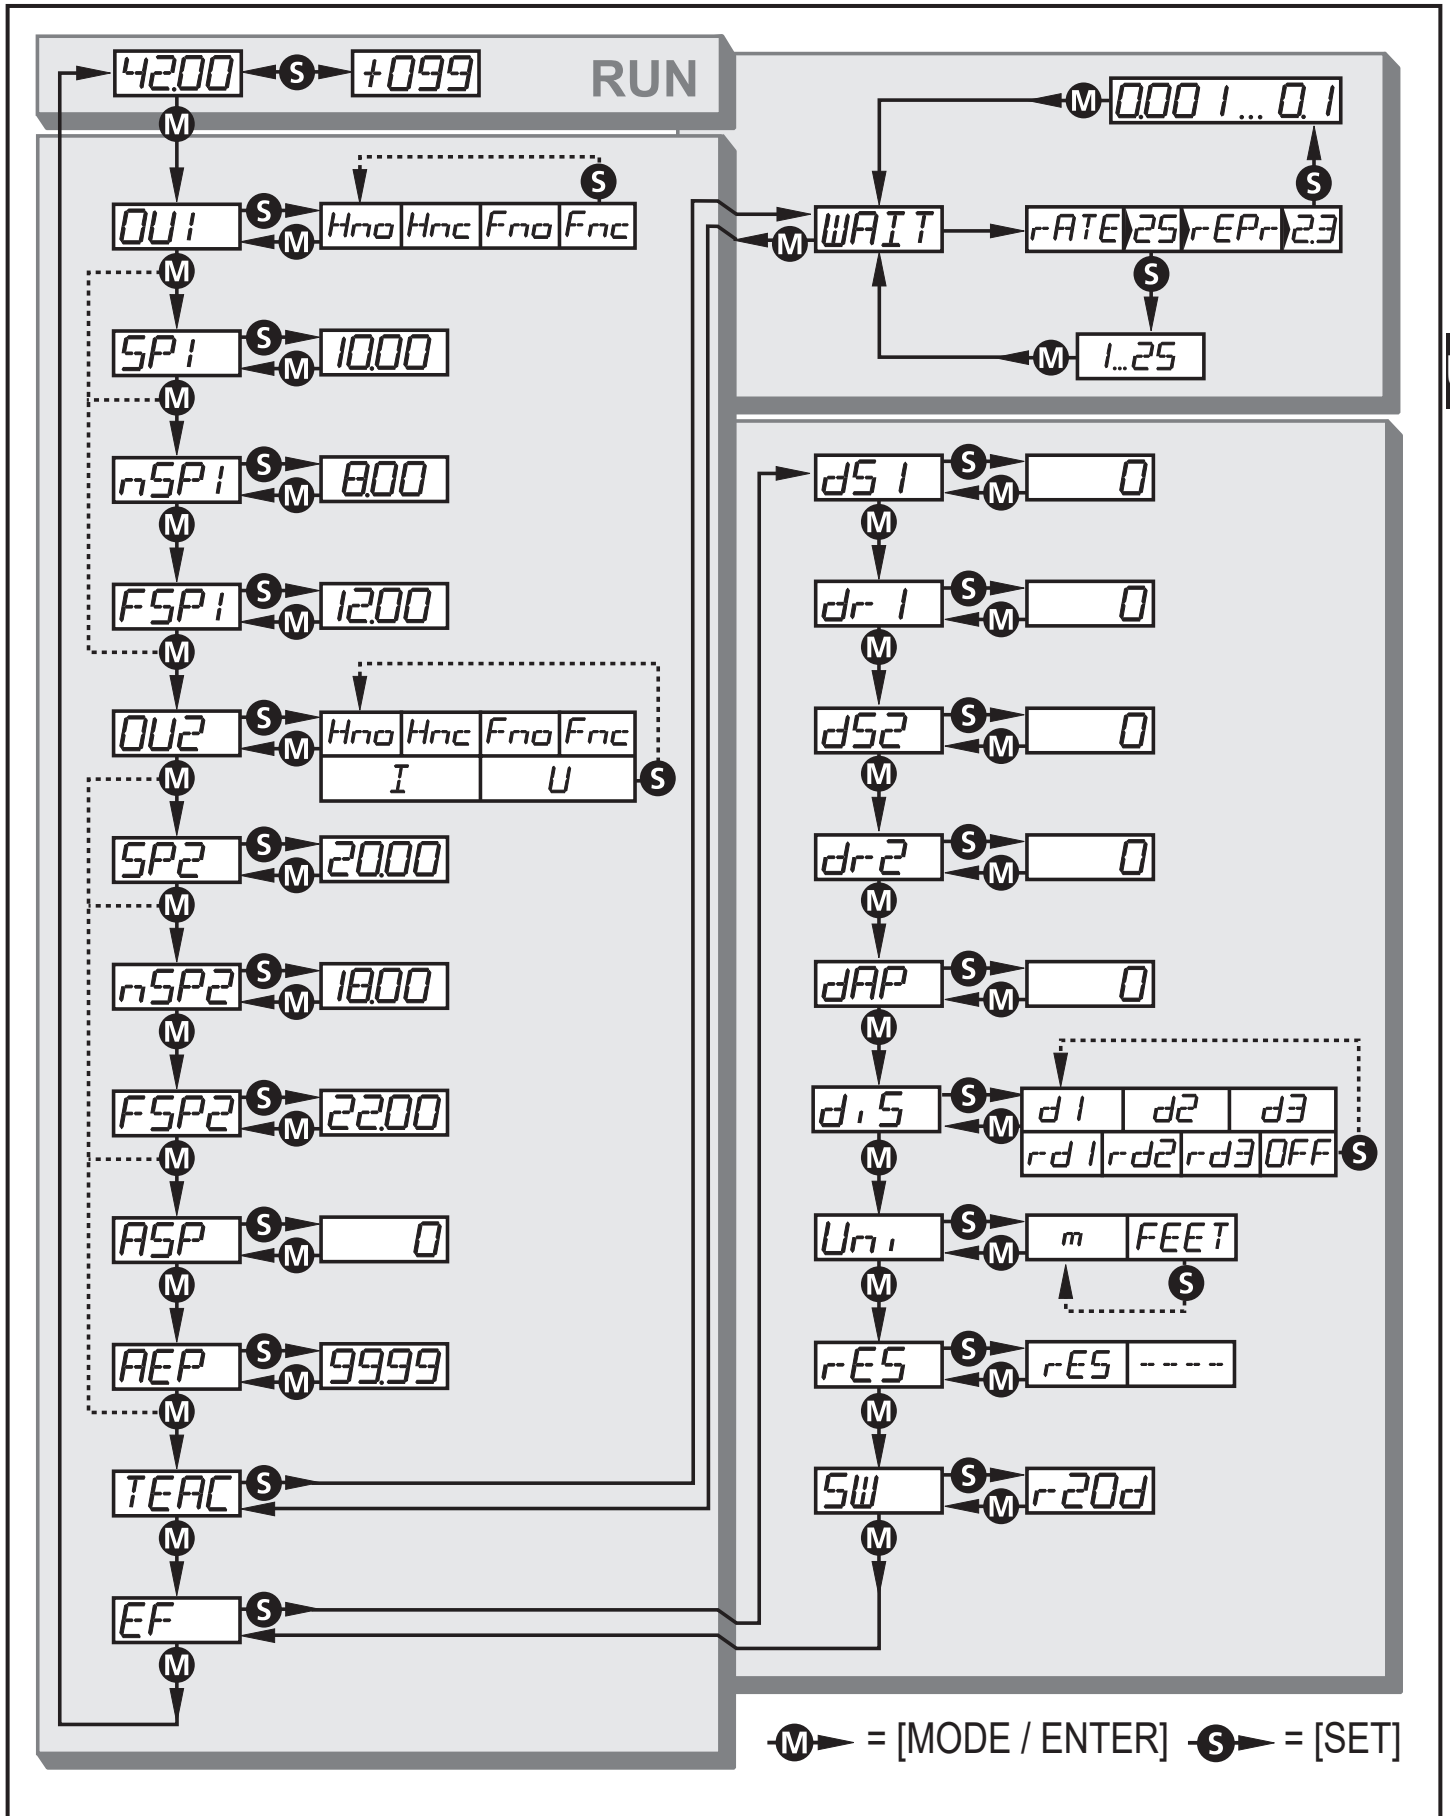 42.00 S +099 RUN
M
OU1 S M Hno Hnc Fno Fnc S
M
SP1 S M 10.00
M
nSP1 S M 8.00
M
FSP1 S M 12.00
M
OU2 S M Hno Hnc Fno Fnc
I U S
M
SP2 S M 20.00
M
nSP2 S M 18.00
M
FSP2 S M 22.00
M
ASP S M 0
M
AEP S M 99.99
M
TEAC S
M
EF S
M
M 0.001... 0.1
S
M WAIT rATE 25 rEPr 2.3
S
M 1...25
dS1 S M 0
M
dr1 S M 0
M
dS2 S M 0
M
dr2 S M 0
M
dAP S M 0
M
diS S M d1 d2 d3
rd1 rd2 rd3 OFF S
M
Uni S M m FEET
S
M
rES S M rES ----
M
SW S M r20d
M
M = [MODE / ENTER] S = [SET]